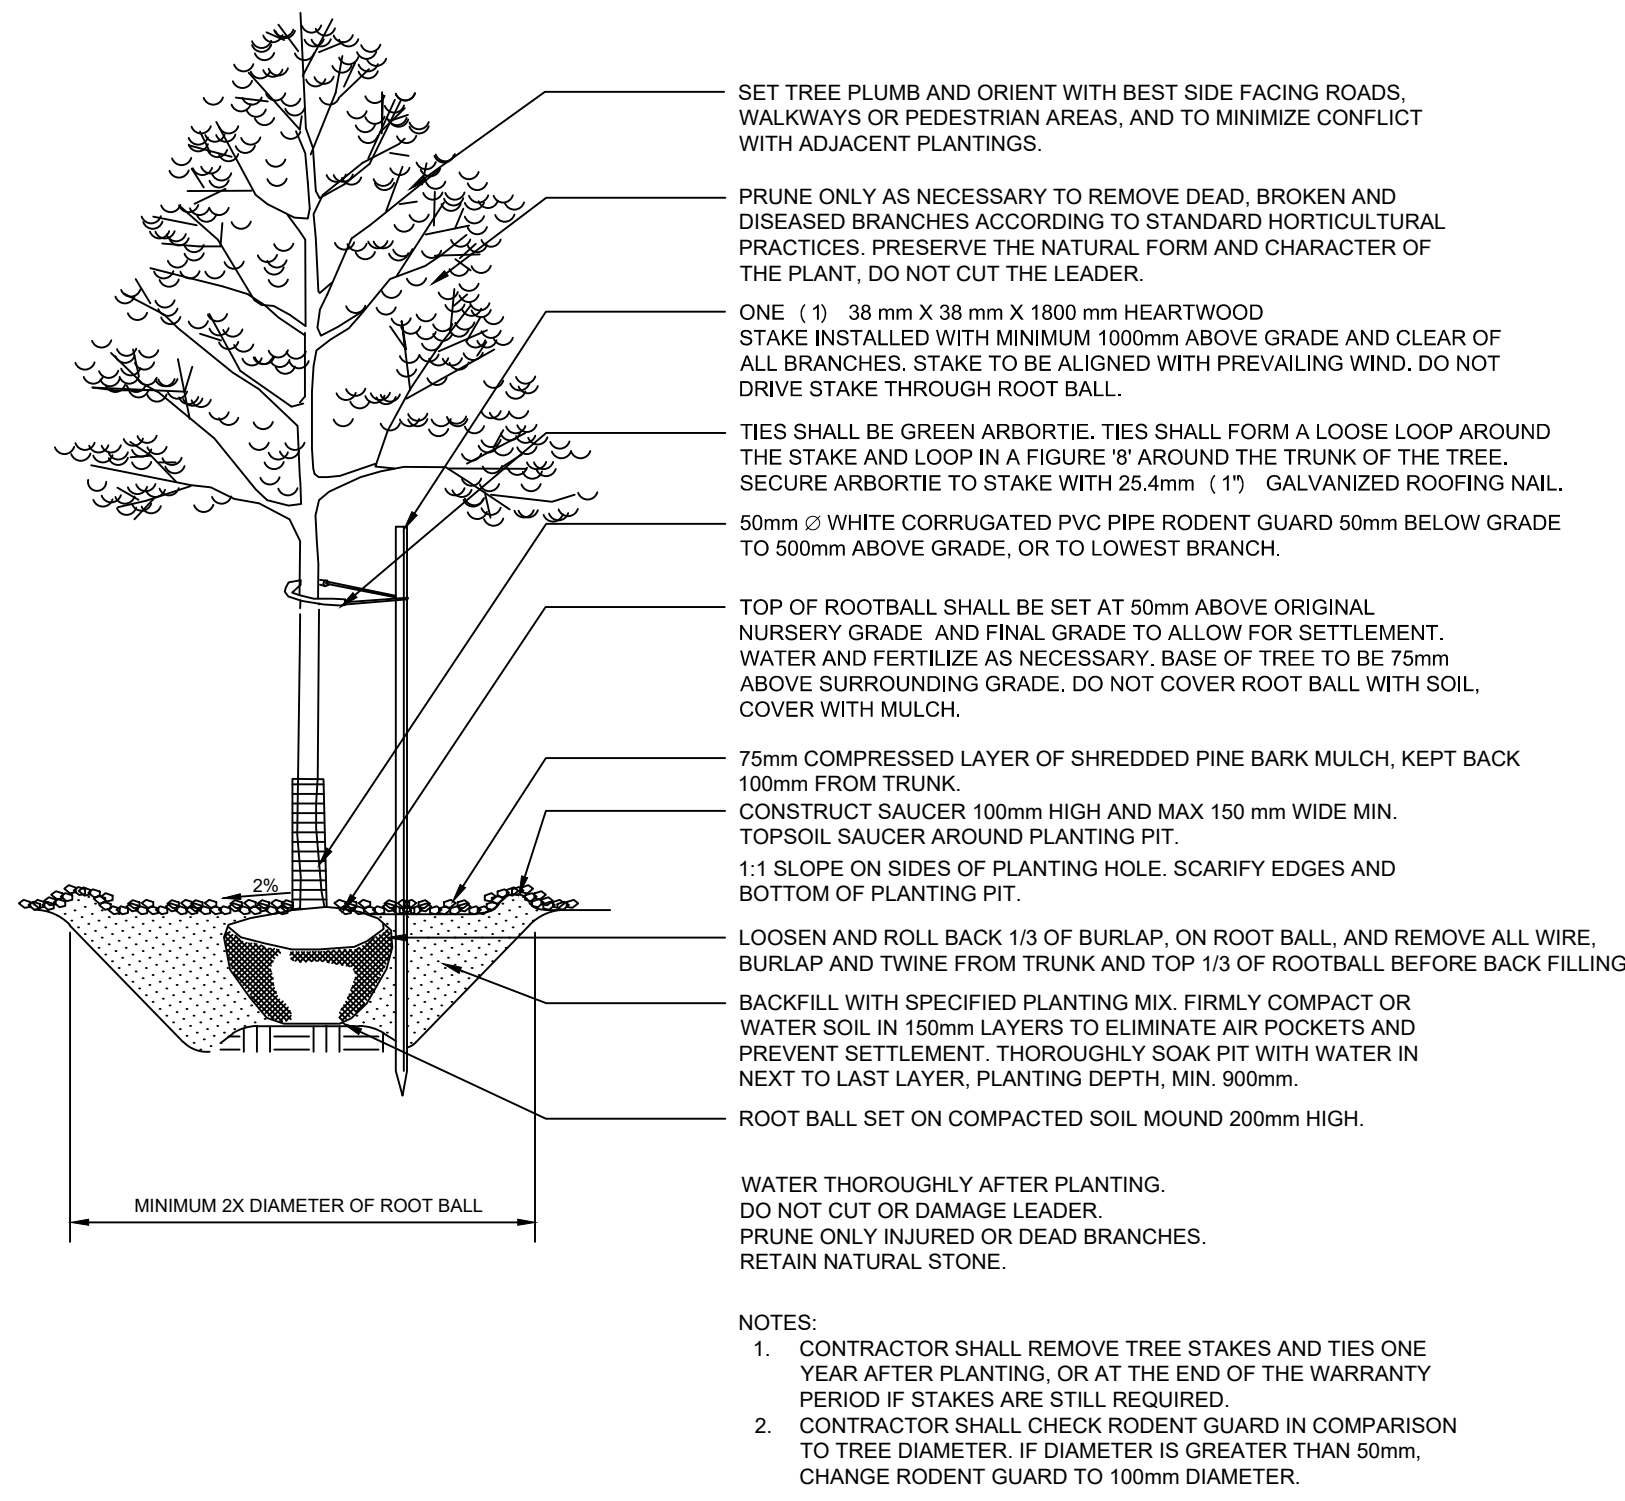 SET TREE PLUMB AND ORIENT WITH BEST SIDE FACING ROADS,
WALKWAYS OR PEDESTRIAN AREAS, AND TO MINIMIZE CONFLICT
WITH ADJACENT PLANTINGS.
PRUNE ONLY AS NECESSARY TO REMOVE DEAD, BROKEN AND
DISEASED BRANCHES ACCORDING TO STANDARD HORTICULTURAL
PRACTICES. PRESERVE THE NATURAL FORM AND CHARACTER OF
THE PLANT, DO NOT CUT THE LEADER.
ONE (1) 38 mm X 38 mm X 1800 mm HEARTWOOD
STAKE INSTALLED WITH MINIMUM 1000mm ABOVE GRADE AND CLEAR OF
ALL BRANCHES. STAKE TO BE ALIGNED WITH PREVAILING WIND. DO NOT
DRIVE STAKE THROUGH ROOT BALL.
TIES SHALL BE GREEN ARBORTIE. TIES SHALL FORM A LOOSE LOOP AROUND
THE STAKE AND LOOP IN A FIGURE '8' AROUND THE TRUNK OF THE TREE.
SECURE ARBORTIE TO STAKE WITH 25.4mm (1") GALVANIZED ROOFING NAIL.
50mm ∅ WHITE CORRUGATED PVC PIPE RODENT GUARD 50mm BELOW GRADE
TO 500mm ABOVE GRADE, OR TO LOWEST BRANCH.
TOP OF ROOTBALL SHALL BE SET AT 50mm ABOVE ORIGINAL
NURSERY GRADE AND FINAL GRADE TO ALLOW FOR SETTLEMENT.
WATER AND FERTILIZE AS NECESSARY. BASE OF TREE TO BE 75mm
ABOVE SURROUNDING GRADE. DO NOT COVER ROOT BALL WITH SOIL,
COVER WITH MULCH.
75mm COMPRESSED LAYER OF SHREDDED PINE BARK MULCH, KEPT BACK
100mm FROM TRUNK.
CONSTRUCT SAUCER 100mm HIGH AND MAX 150 mm WIDE MIN.
TOPSOIL SAUCER AROUND PLANTING PIT.
1:1 SLOPE ON SIDES OF PLANTING HOLE. SCARIFY EDGES AND
BOTTOM OF PLANTING PIT.
2%
LOOSEN AND ROLL BACK 1/3 OF BURLAP, ON ROOT BALL, AND REMOVE ALL WIRE,
BURLAP AND TWINE FROM TRUNK AND TOP 1/3 OF ROOTBALL BEFORE BACK FILLING
BACKFILL WITH SPECIFIED PLANTING MIX. FIRMLY COMPACT OR
WATER SOIL IN 150mm LAYERS TO ELIMINATE AIR POCKETS AND
PREVENT SETTLEMENT. THOROUGHLY SOAK PIT WITH WATER IN
NEXT TO LAST LAYER, PLANTING DEPTH, MIN. 900mm.
ROOT BALL SET ON COMPACTED SOIL MOUND 200mm HIGH.
MINIMUM 2X DIAMETER OF ROOT BALL
WATER THOROUGHLY AFTER PLANTING.
DO NOT CUT OR DAMAGE LEADER.
PRUNE ONLY INJURED OR DEAD BRANCHES.
RETAIN NATURAL STONE.
NOTES:
1. CONTRACTOR SHALL REMOVE TREE STAKES AND TIES ONE
YEAR AFTER PLANTING, OR AT THE END OF THE WARRANTY
PERIOD IF STAKES ARE STILL REQUIRED.
2. CONTRACTOR SHALL CHECK RODENT GUARD IN COMPARISON
TO TREE DIAMETER. IF DIAMETER IS GREATER THAN 50mm,
CHANGE RODENT GUARD TO 100mm DIAMETER.